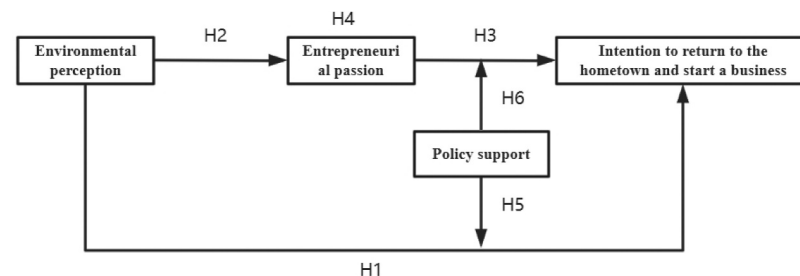 H4
Environmental
perception
H2
Entrepreneuri
al passion
H3
Intention to return to the
hometown and start a business
H6
Policy support
H5
H1